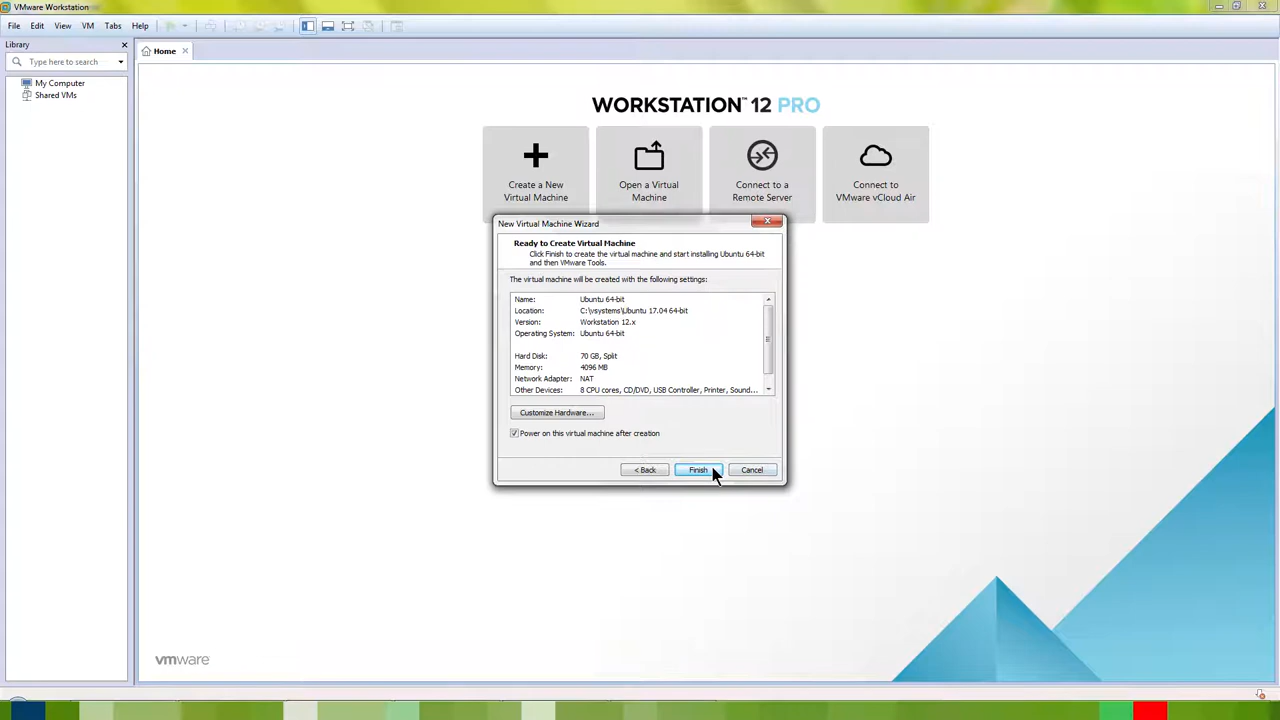 VMware Workstation
File Edit View VM Tabs Help
Library
Type here to search
My Computer
Shared VMs
Home
WORKSTATION™ 12 PRO
Create a New
Virtual Machine
Open a Virtual
Machine
Connect to a
Remote Server
Connect to
VMware vCloud Air
New Virtual Machine Wizard
Ready to Create Virtual Machine
Click Finish to create the virtual machine and start installing Ubuntu 64-bit
and then VMware Tools.
The virtual machine will be created with the following settings:
Name: Ubuntu 64-bit
Location: C:\vsystems\Ubuntu 17.04 64-bit
Version: Workstation 12.x
Operating System: Ubuntu 64-bit
Hard Disk: 70 GB, Split
Memory: 4096 MB
Network Adapter: NAT
Other Devices: 8 CPU cores, CD/DVD, USB Controller, Printer, Sound...
Customize Hardware...
Power on this virtual machine after creation
< Back Finish Cancel
vmware